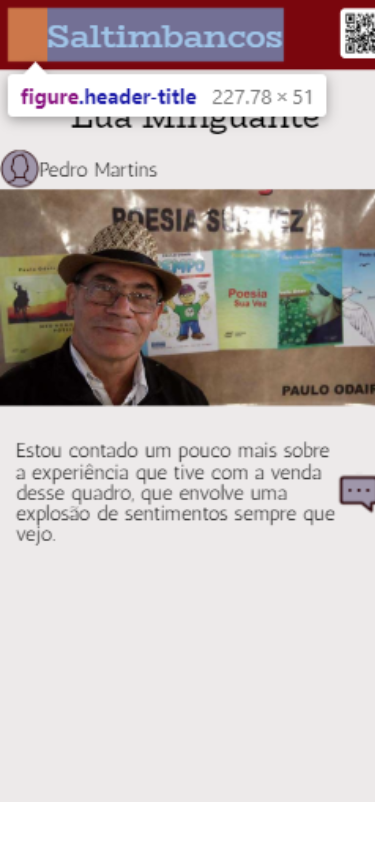 Saltimbancos
figure.header-title 227.78 × 51
Lua Minguante
Pedro Martins
POESIA SUA VEZ
Poesia
Sua Vez
PAULO ODAIR
Estou contado um pouco mais sobre
a experiência que tive com a venda
desse quadro, que envolve uma
explosão de sentimentos sempre que
vejo.